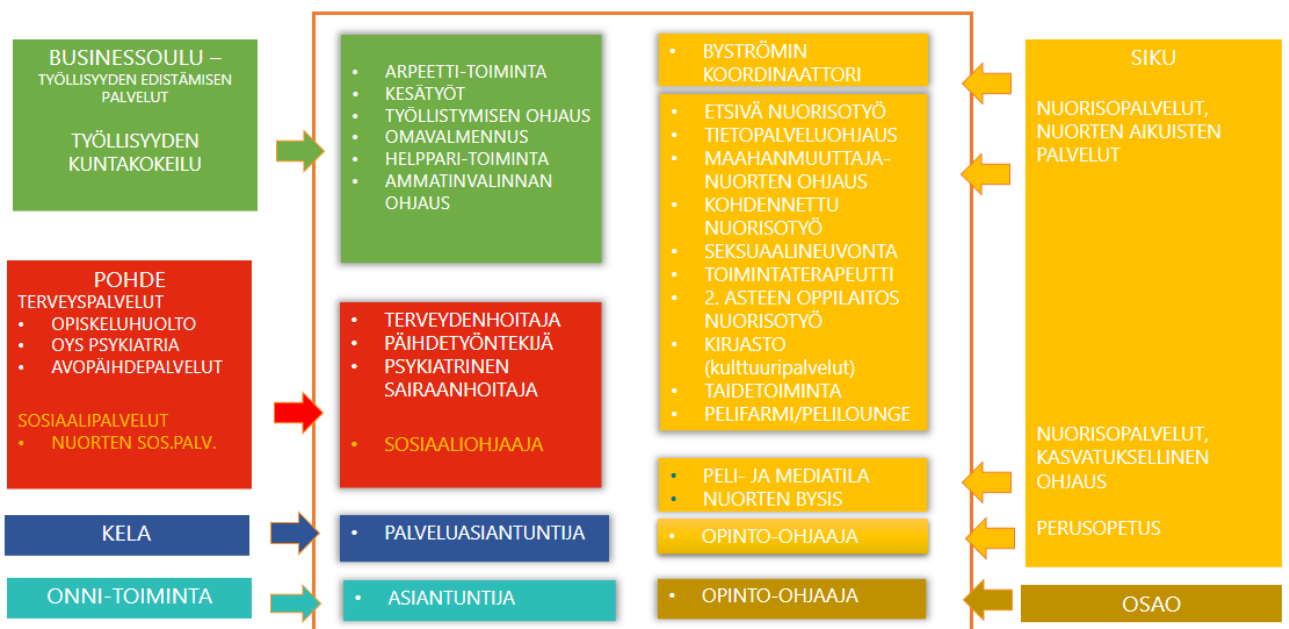 BUSINESSOULU –
TYÖLLISYYDEN EDISTÄMISEN
PALVELUT
TYÖLLISYYDEN
KUNTAKOKEILU
POHDE
TERVEYSPALVELUT
• OPISKELUHUOLTO
• OYS PSYKIATRIA
• AVOPÄIHDEPALVELUT
SOSIAALIPALVELUT
• NUORTEN SOS.PALV.
KELA
ONNI-TOIMINTA
• ARPEETTI-TOIMINTA
• KESÄTYÖT
• TYÖLLISTYMISEN OHJAUS
• OMAVALMENNUS
• HELPPARI-TOIMINTA
• AMMATINVALINNAN
OHJAUS
• TERVEYDENHOITAJA
• PÄIHDETYÖNTEKIJÄ
• PSYKIATRINEN
SAIRAANHOITAJA
• SOSIAALIOHJAAJA
• PALVELUASIANTUNTIJA
• ASIANTUNTIJA
• BYSTRÖMIN
KOORDINAATTORI
• ETSIVÄ NUORISOTYÖ
• TIETOPALVELUOHJAUS
• MAAHANMUUTTAJA-
NUORTEN OHJAUS
• KOHDENNETTU
NUORISOTYÖ
• SEKSUAALINEUVONTA
• TOIMINTATERAPEUTTI
• 2. ASTEEN OPPILAITOS
NUORISOTYÖ
• KIRJASTO
(kulttuuripalvelut)
• TAIDETOIMINTA
• PELIFARMI/PELILOUNGE
• PELI- JA MEDIATILA
• NUORTEN BYSIS
• OPINTO-OHJAAJA
• OPINTO-OHJAAJA
SIKU
NUORISOPALVELUT,
NUORTEN AIKUISTEN
PALVELUT
NUORISOPALVELUT,
KASVATUKSELLINEN
OHJAUS
PERUSOPETUS
OSAO